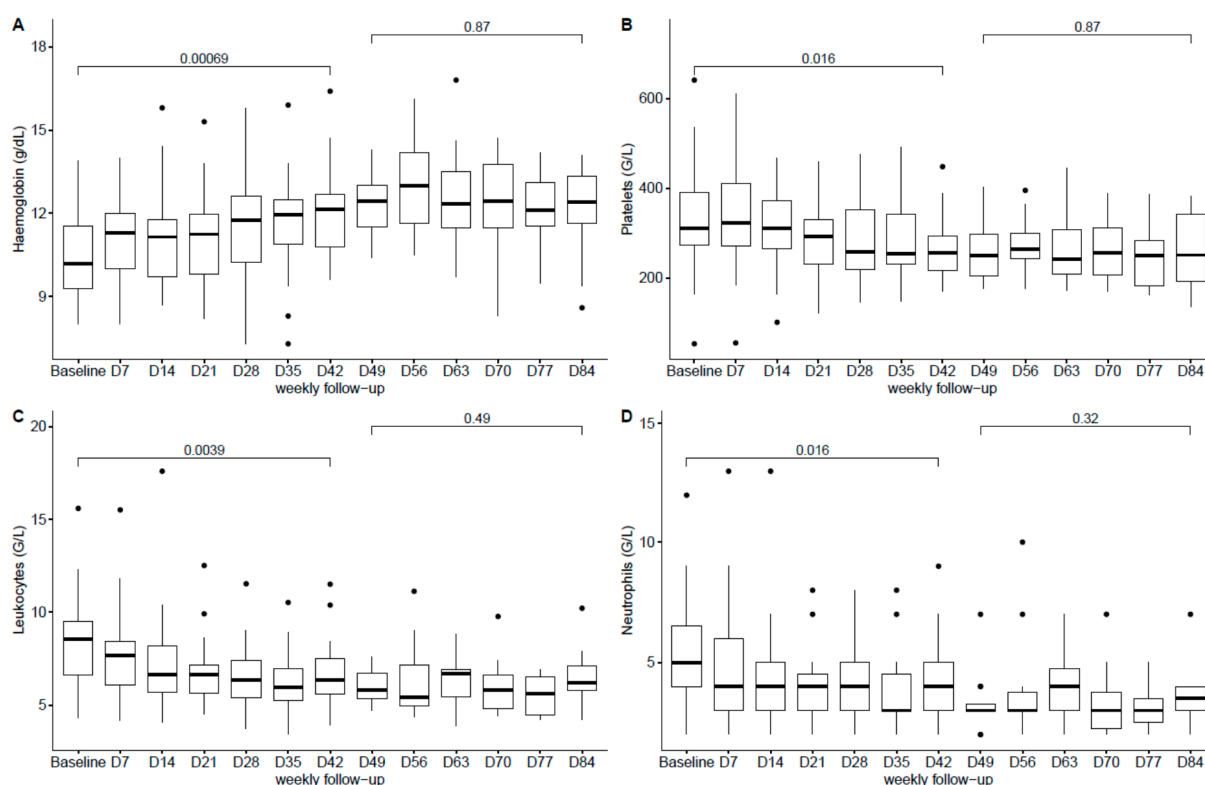 A
Haemoglobin (g/dL)
18
15
12
9
0.00069
0.87
Baseline D7 D14 D21 D28 D35 D42 D49 D56 D63 D70 D77 D84
weekly follow−up
B
Platelets (G/L)
600
400
200
0.016
0.87
Baseline D7 D14 D21 D28 D35 D42 D49 D56 D63 D70 D77 D84
weekly follow−up
C
Leukocytes (G/L)
20
15
10
5
0.0039
0.49
Baseline D7 D14 D21 D28 D35 D42 D49 D56 D63 D70 D77 D84
weekly follow−up
D
Neutrophils (G/L)
15
10
5
0.016
0.32
Baseline D7 D14 D21 D28 D35 D42 D49 D56 D63 D70 D77 D84
weekly follow−up